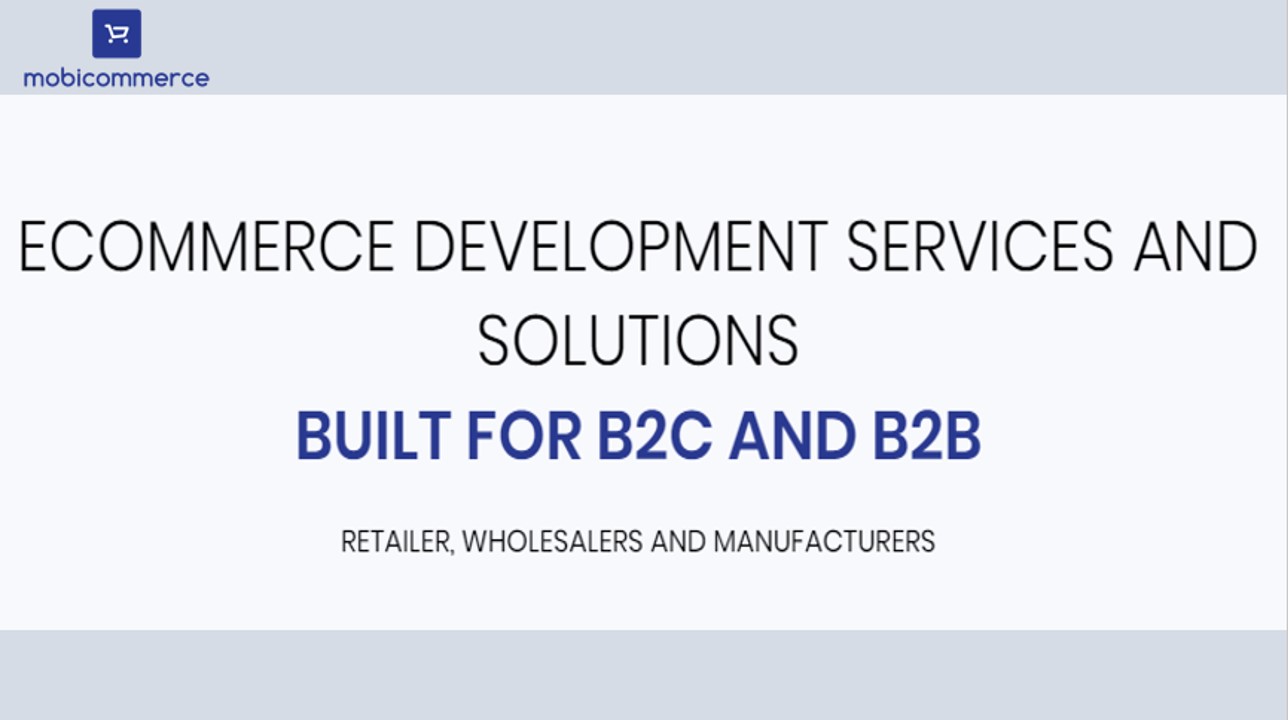 mobicommerce
ECOMMERCE DEVELOPMENT SERVICES AND
SOLUTIONS
BUILT FOR B2C AND B2B
RETAILER, WHOLESALERS AND MANUFACTURERS